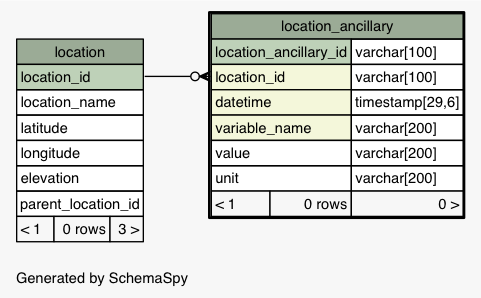 location
location_id
location_name
latitude
longitude
elevation
parent_location_id
< 1 0 rows 3 >
location_ancillary
location_ancillary_id varchar[100]
location_id varchar[100]
datetime timestamp[29,6]
variable_name varchar[200]
value varchar[200]
unit varchar[200]
< 1 0 rows 0 >
Generated by SchemaSpy